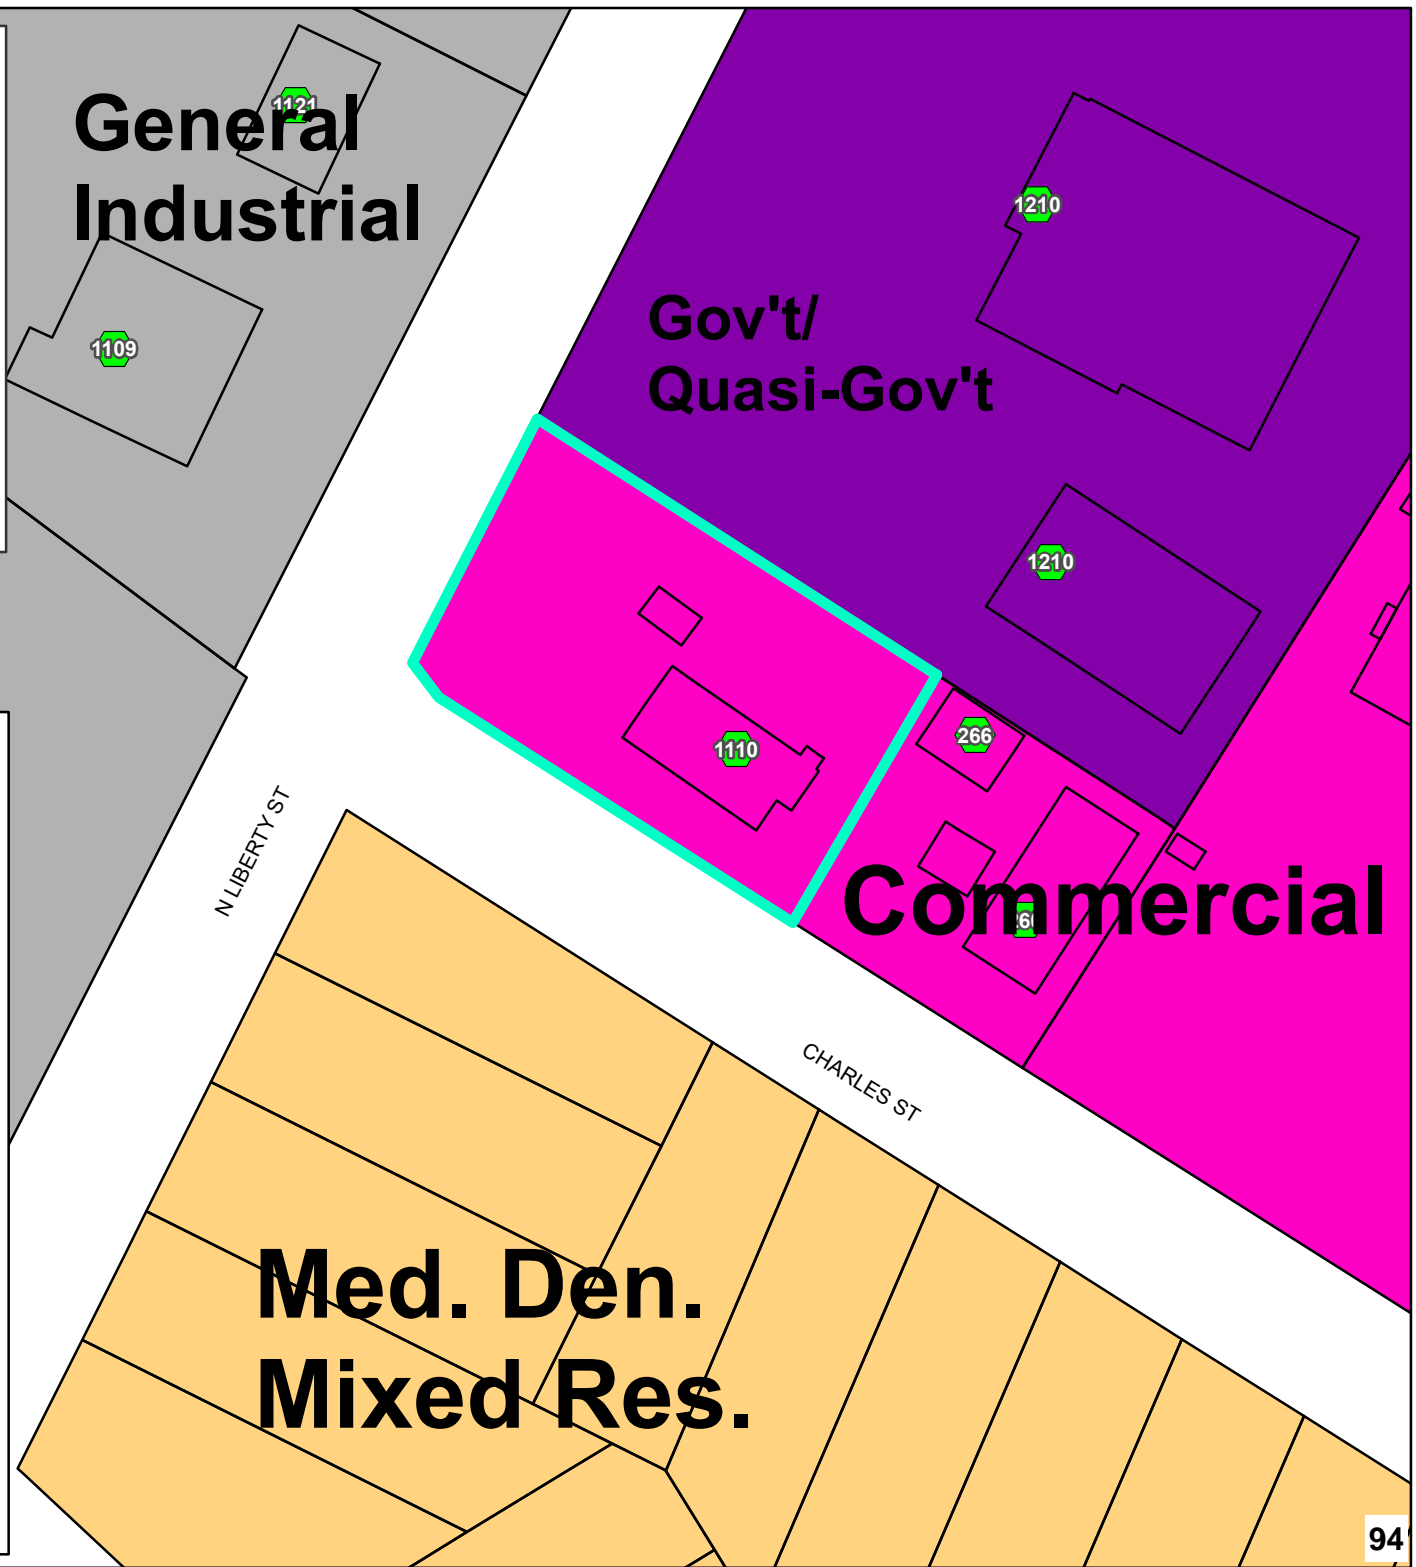 1121
General
Industrial
1109
1210
Gov't/
Quasi-Gov't
1210
1110
266
Commercial
N LIBERTY ST
CHARLES ST
Med. Den.
Mixed Res.
94